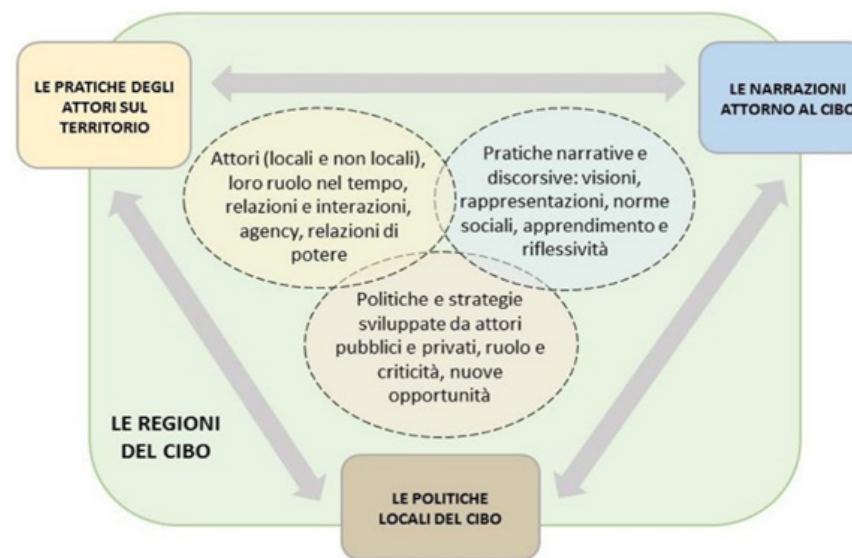 LE PRATICHE DEGLI
ATTORI SUL
TERRITORIO
LE NARRAZIONI
ATTORNO AL CIBO
Attori (locali e non locali),
loro ruolo nel tempo,
relazioni e interazioni,
agency, relazioni di
potere
Pratiche narrative e
discorsive: visioni,
rappresentazioni, norme
sociali, apprendimento e
riflessività
Politiche e strategie
sviluppate da attori
pubblici e privati, ruolo e
criticità, nuove
opportunità
LE REGIONI
DEL CIBO
LE POLITICHE
LOCALI DEL CIBO